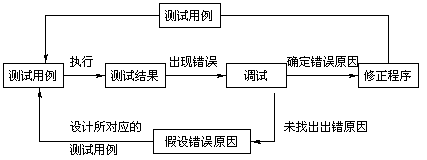 测试用例
执行
出现错误
确定错误原因
测试用例
测试结果
调试
修正程序
设计所对应的
测试用例
假设错误原因
未找出出错原因